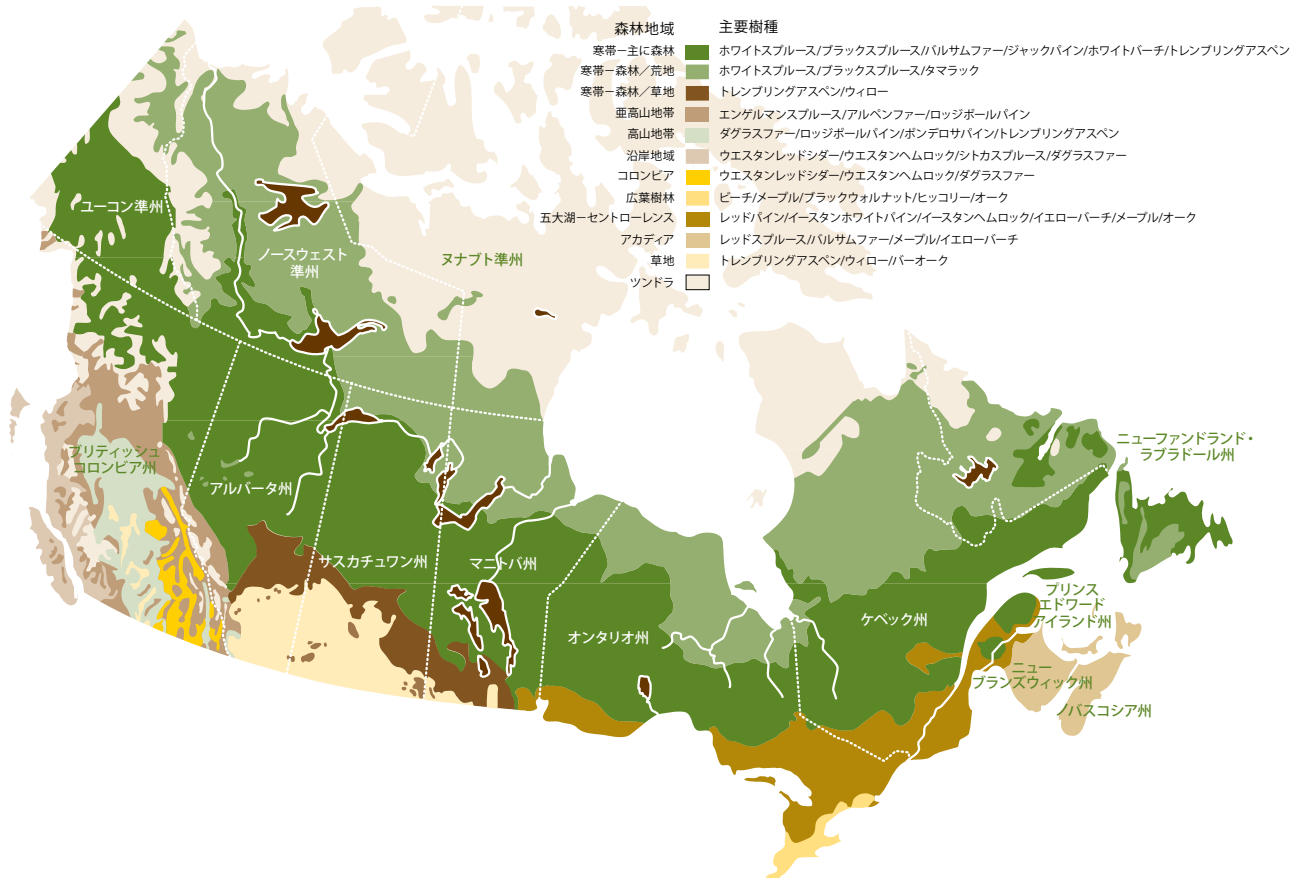 森林地域 主要樹種
寒帯−主に森林 ホワイトスプルース/ブラックスプルース/バルサムファー/ジャックパイン/ホワイトバーチ/トレンブリングアスペン
寒帯−森林／荒地 ホワイトスプルース/ブラックスプルース/タマラック
寒帯−森林／草地 トレンブリングアスペン/ウィロー
亜高山地帯 エンゲルマンスプルース/アルペンファー/ロッジポールパイン
高山地帯 ダグラスファー/ロッジポールパイン/ポンデロサパイン/トレンブリングアスペン
沿岸地域 ウエスタンレッドシダー/ウエスタンヘムロック/シトカスプルース/ダグラスファー
コロンビア ウエスタンレッドシダー/ウエスタンヘムロック/ダグラスファー
広葉樹林 ビーチ/メープル/ブラックウォルナット/ヒッコリー/オーク
五大湖−セントローレンス レッドパイン/イースタンホワイトパイン/イースタンヘムロック/イエローバーチ/メープル/オーク
アカディア レッドスプルース/バルサムファー/メープル/イエローバーチ
草地 トレンブリングアスペン/ウィロー/バーオーク
ツンドラ
ユーコン準州
ノースウェスト
準州
ヌナブト準州
ブリティッシュ
コロンビア州
アルバータ州
サスカチュワン州
マニトバ州
オンタリオ州
ケベック州
ニューファンドランド・
ラブラドール州
プリンス
エドワード
アイランド州
ニュー
ブランズウィック州
ノバスコシア州